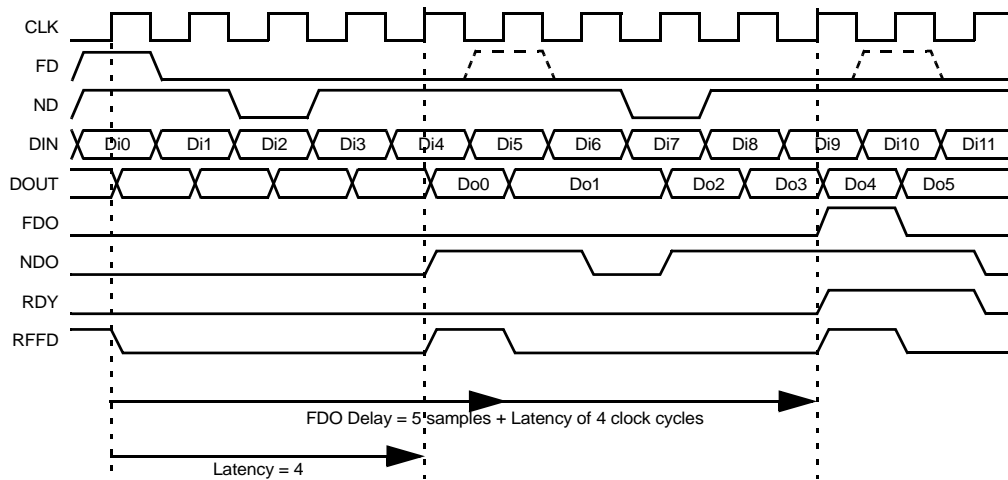 CLK
FD
ND
DIN Di0 Di1 Di2 Di3 Di4 Di5 Di6 Di7 Di8 Di9 Di10 Di11
DOUT Do0 Do1 Do2 Do3 Do4 Do5
FDO
NDO
RDY
RFFD
FDO Delay = 5 samples + Latency of 4 clock cycles
Latency = 4